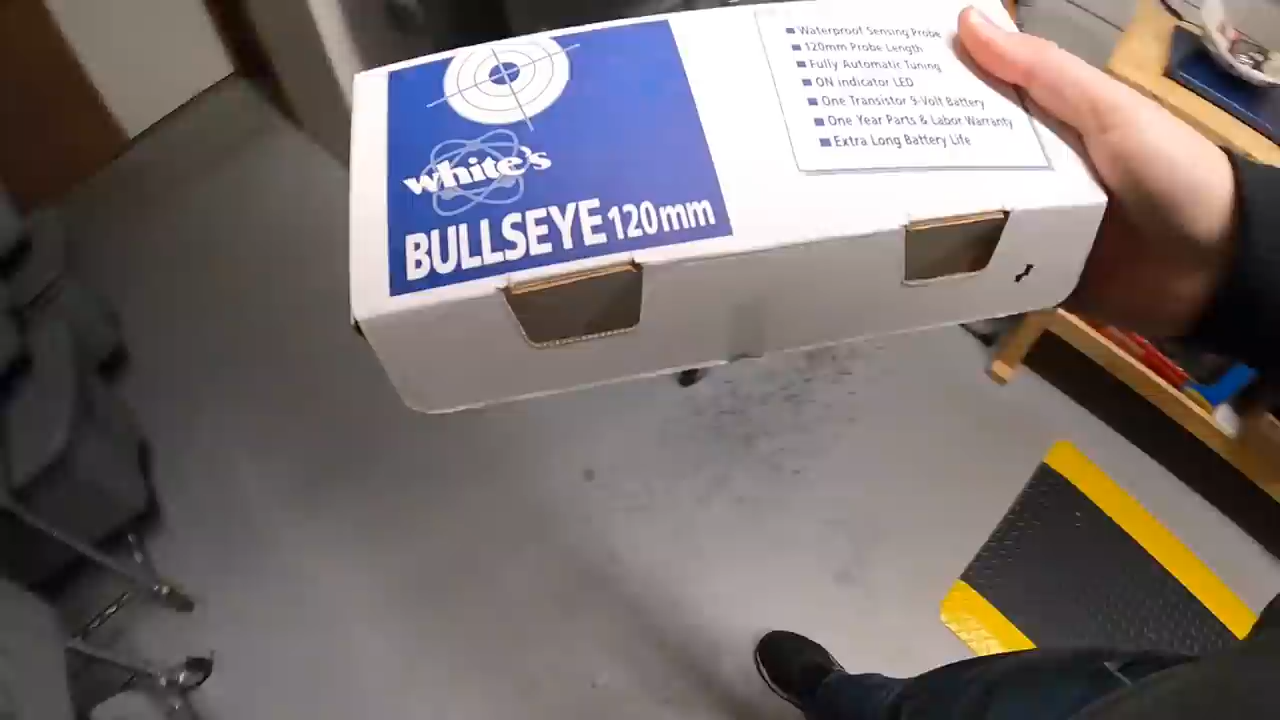 white's
BULLSEYE 120mm
Waterproof Sensing Probe
120mm Probe Length
Fully Automatic Tuning
ON indicator LED
One Transistor 9-Volt Battery
One Year Parts & Labor Warranty
Extra Long Battery Life